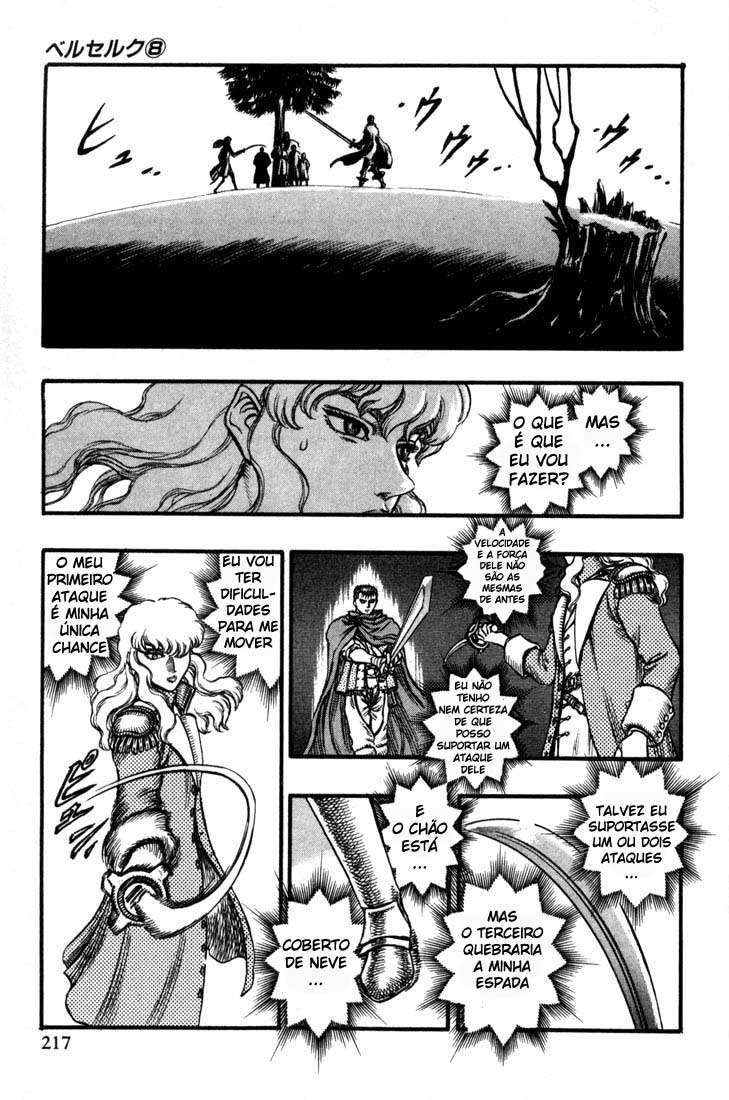 ベルセルク⑧
ヒュ…
ウウ…
ウウ…
MAS
...
O QUE
É QUE
EU VOU
FAZER?
A
VELOCIDADE
E A FORÇA
DELE NÃO
SÃO AS
MESMAS
DE ANTES
EU NÃO
TENHO
NEM CERTEZA
DE QUE
POSSO
SUPORTAR UM
ATAQUE
DELE
EU VOU
TER
DIFICUL-
DADES
PARA ME
MOVER
O MEU
PRIMEIRO
ATAQUE
É MINHA
ÚNICA
CHANCE
TALVEZ EU
SUPORTASSE
UM OU DOIS
ATAQUES
...
MAS
O TERCEIRO
QUEBRARIA
A MINHA
ESPADA
E
O CHÃO
ESTÁ
...
COBERTO
DE NEVE
...
217